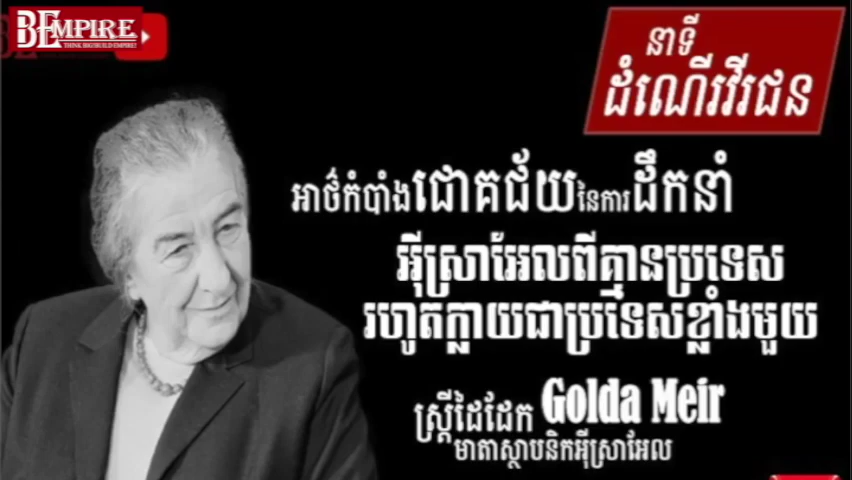 BEMPIRE
THINK BIG! BUILD EMPIRE!
នាទី
ដំណើរវីរជន
អាថ៌កំបាំងជោគជ័យនៃការដឹកនាំ
អ៊ីស្រាអែលពីគ្មានប្រទេស
រហូតក្លាយជាប្រទេសខ្លាំងមួយ
ស្ត្រីដៃដែក Golda Meir
មាតាស្ថាបនិកអ៊ីស្រាអែល